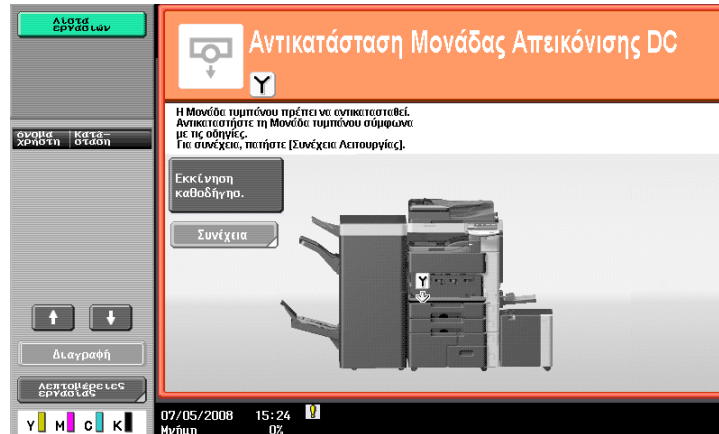 Λίστα
εργασιών
Αντικατάσταση Μονάδας Απεικόνισης DC
Y
Η Μονάδα τυμπάνου πρέπει να αντικατασταθεί.
Αντικαταστήστε τη Μονάδα τυμπάνου σύμφωνα
με τις οδηγίες.
Για συνέχεια, πατήστε [Συνέχεια Λειτουργίας].
όνομα χρήστη
Κατά-
σταση
Εκκίνηση
καθοδήγησ.
Συνέχεια
Y
Διαγραφή
Λεπτομέρειες
εργασίας
Y M C K
07/05/2008 15:24
Μνήμη 0%